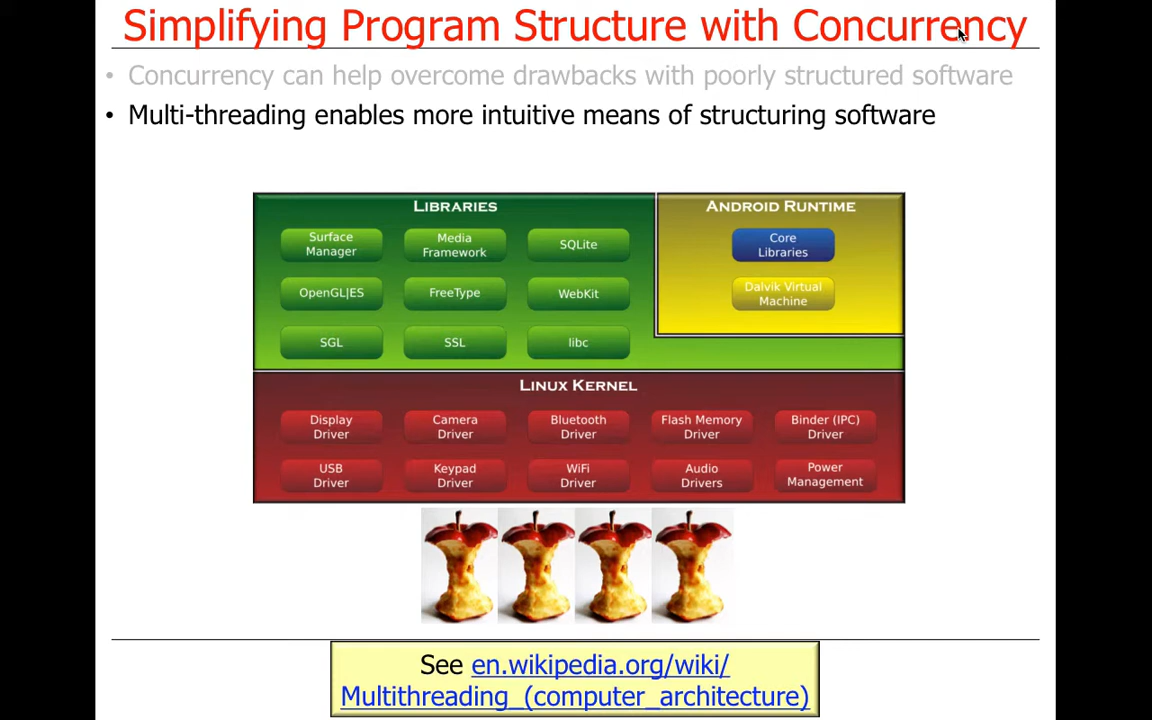 Simplifying Program Structure with Concurrency
• Concurrency can help overcome drawbacks with poorly structured software
• Multi-threading enables more intuitive means of structuring software
LIBRARIES
Surface
Manager
Media
Framework
SQLite
OpenGL|ES
FreeType
WebKit
SGL
SSL
libc
ANDROID RUNTIME
Core
Libraries
Dalvik Virtual
Machine
LINUX KERNEL
Display
Driver
Camera
Driver
Bluetooth
Driver
Flash Memory
Driver
Binder (IPC)
Driver
USB
Driver
Keypad
Driver
WiFi
Driver
Audio
Drivers
Power
Management
See en.wikipedia.org/wiki/
Multithreading_(computer_architecture)